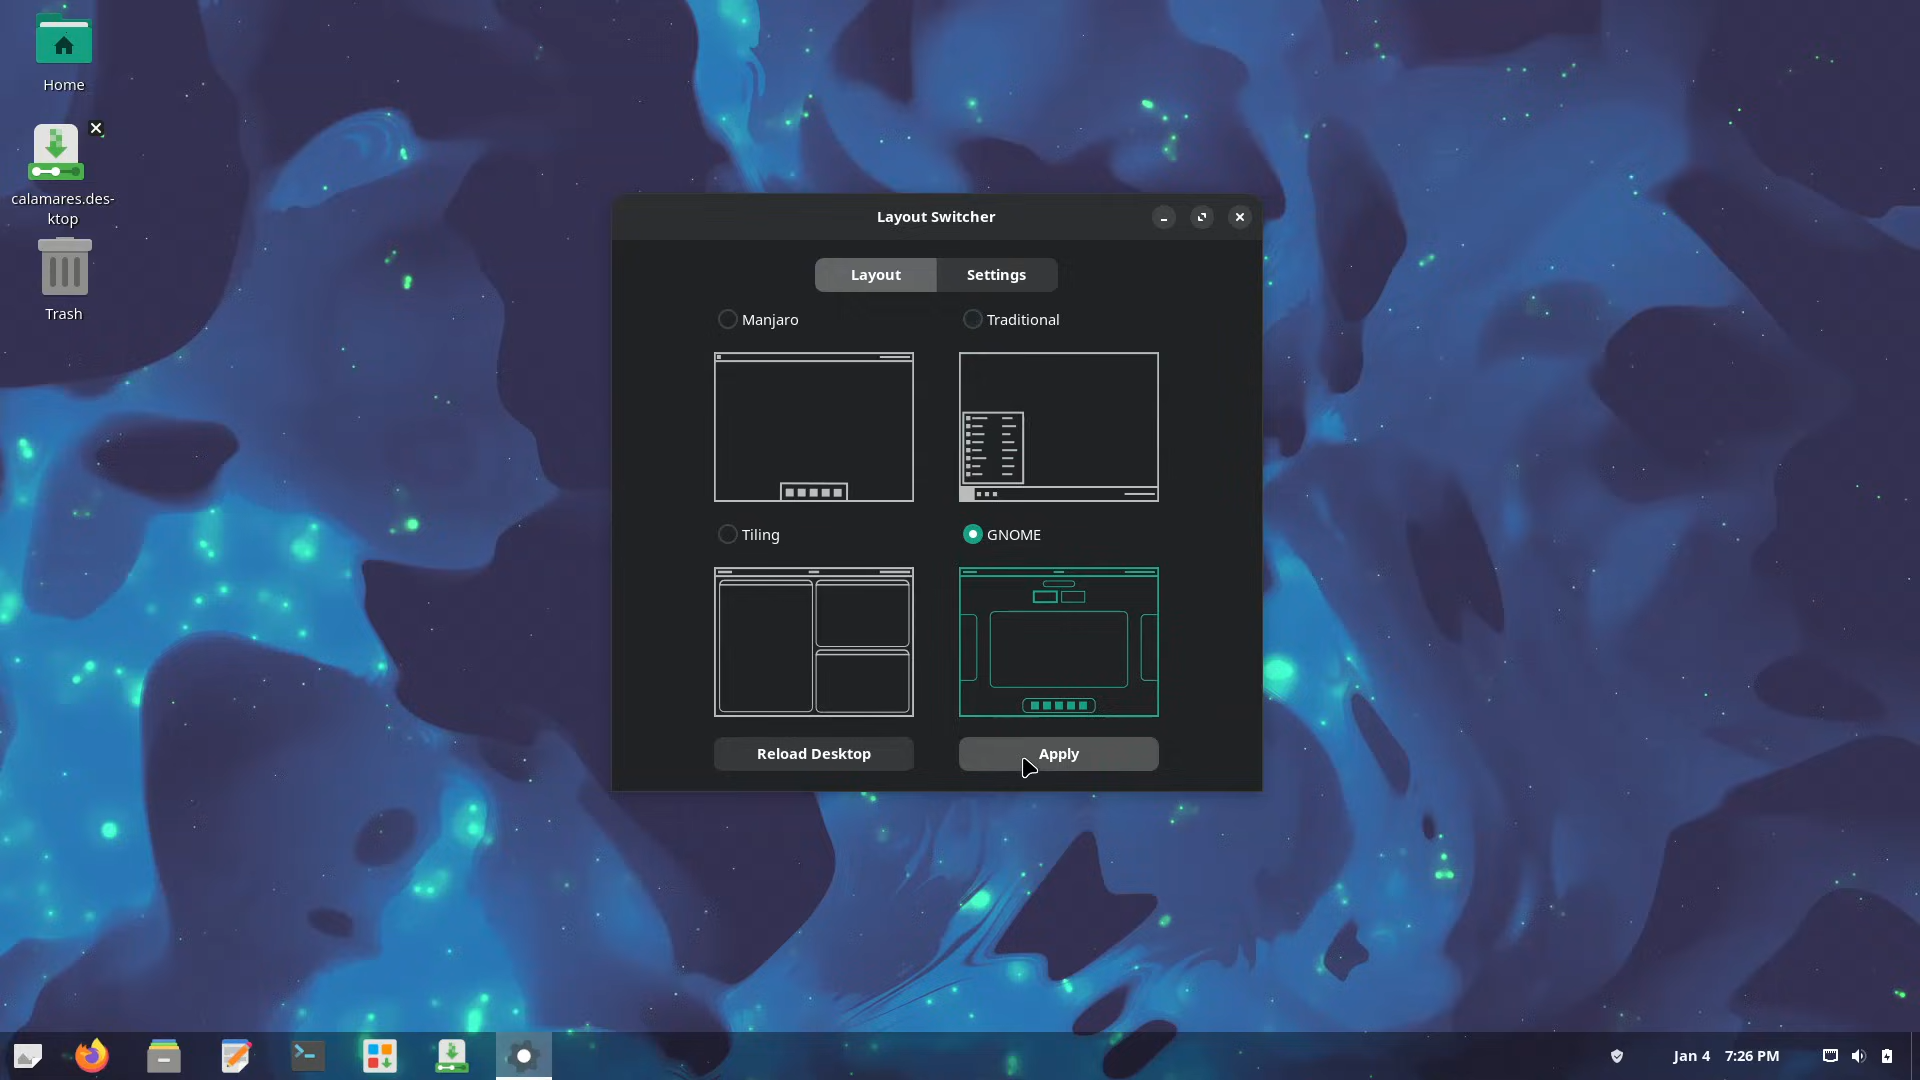 Home
calamares.des-
ktop
Trash
Layout Switcher
Layout Settings
Manjaro Traditional
Tiling GNOME
Reload Desktop Apply
Jan 4 7:26 PM